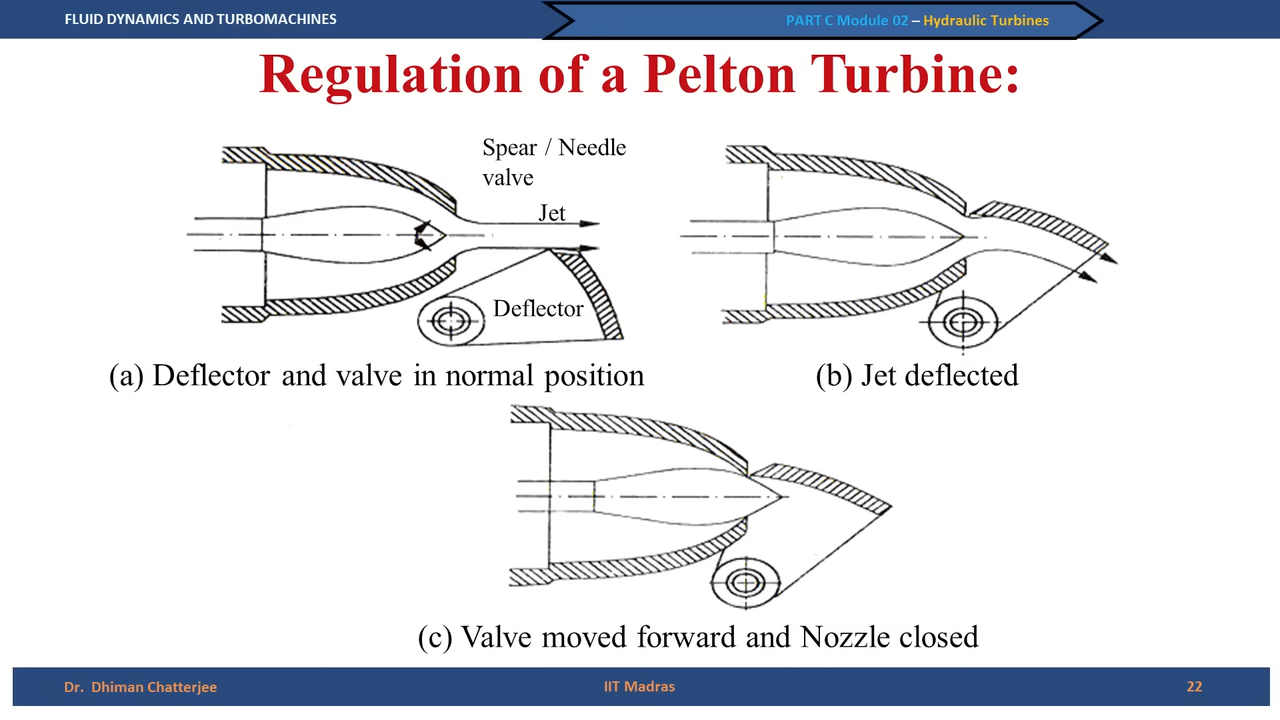 FLUID DYNAMICS AND TURBOMACHINES
PART C Module 02 – Hydraulic Turbines
Regulation of a Pelton Turbine:
Spear / Needle
valve
Jet
Deflector
(a) Deflector and valve in normal position
(b) Jet deflected
(c) Valve moved forward and Nozzle closed
Dr. Dhiman Chatterjee
IIT Madras
22